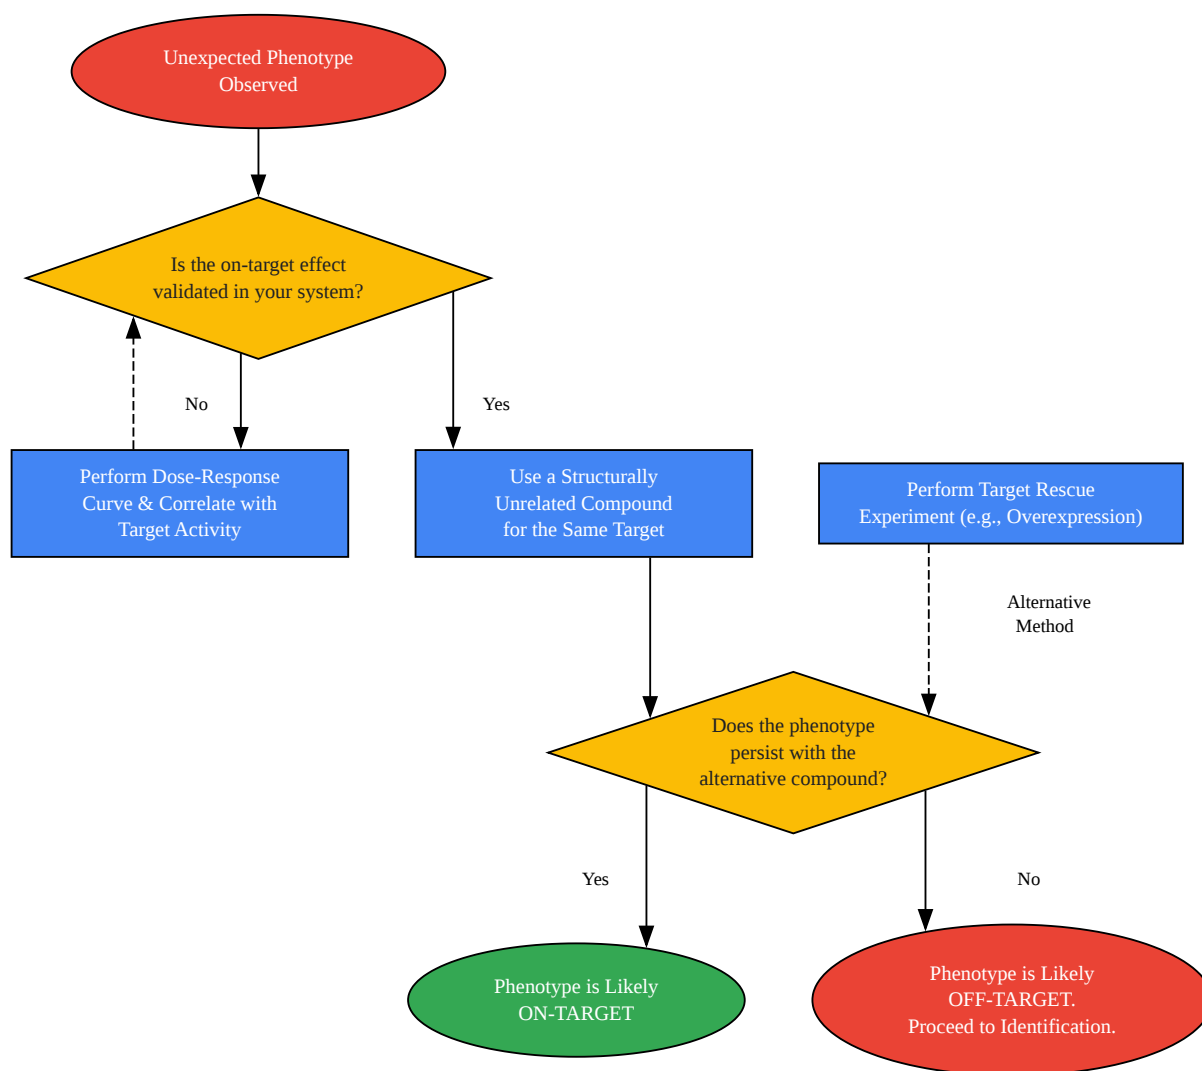 Unexpected Phenotype
Observed
Is the on-target effect
validated in your system?
No
Yes
Perform Dose-Response
Curve & Correlate with
Target Activity
Use a Structurally
Unrelated Compound
for the Same Target
Perform Target Rescue
Experiment (e.g., Overexpression)
Alternative
Method
Does the phenotype
persist with the
alternative compound?
Yes
No
Phenotype is Likely
ON-TARGET
Phenotype is Likely
OFF-TARGET.
Proceed to Identification.